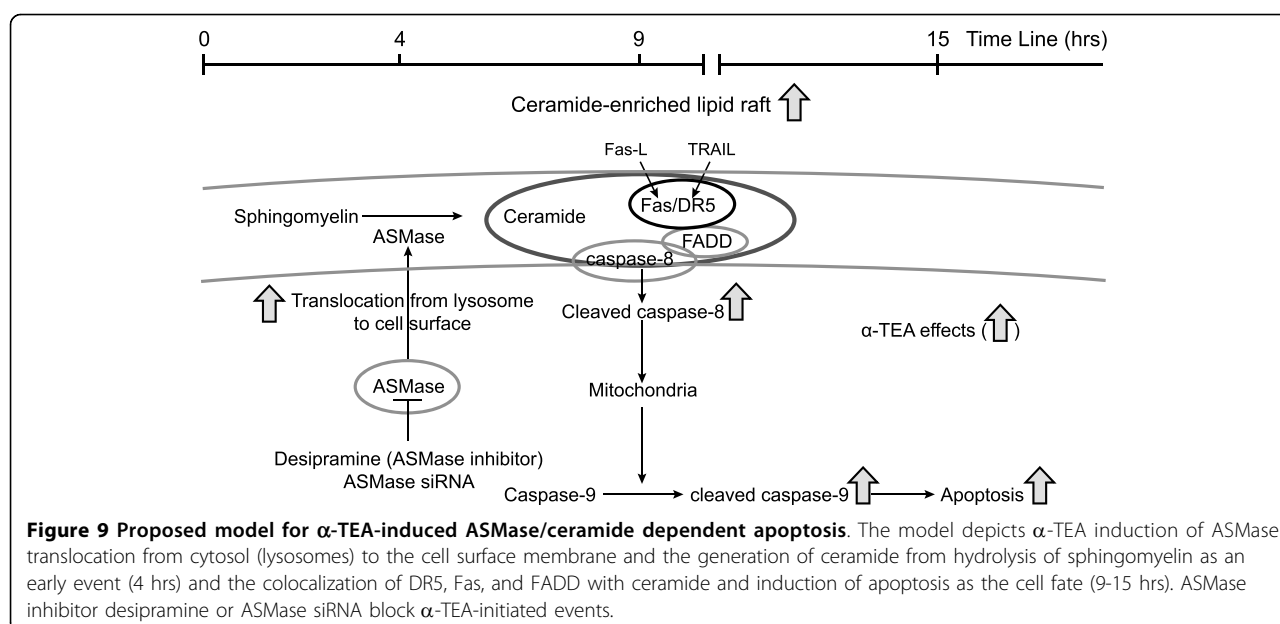 0 4 9 15 Time Line (hrs)
Ceramide-enriched lipid raft
Fas-L TRAIL
Sphingomyelin Ceramide Fas/DR5
ASMase FADD
caspase-8
Translocation from lysosome
to cell surface
Cleaved caspase-8
α-TEA effects ( )
ASMase
Mitochondria
Desipramine (ASMase inhibitor)
ASMase siRNA
Caspase-9 cleaved caspase-9 Apoptosis
Figure 9 Proposed model for α-TEA-induced ASMase/ceramide dependent apoptosis. The model depicts α-TEA induction of ASMase
translocation from cytosol (lysosomes) to the cell surface membrane and the generation of ceramide from hydrolysis of sphingomyelin as an
early event (4 hrs) and the colocalization of DR5, Fas, and FADD with ceramide and induction of apoptosis as the cell fate (9-15 hrs). ASMase
inhibitor desipramine or ASMase siRNA block α-TEA-initiated events.